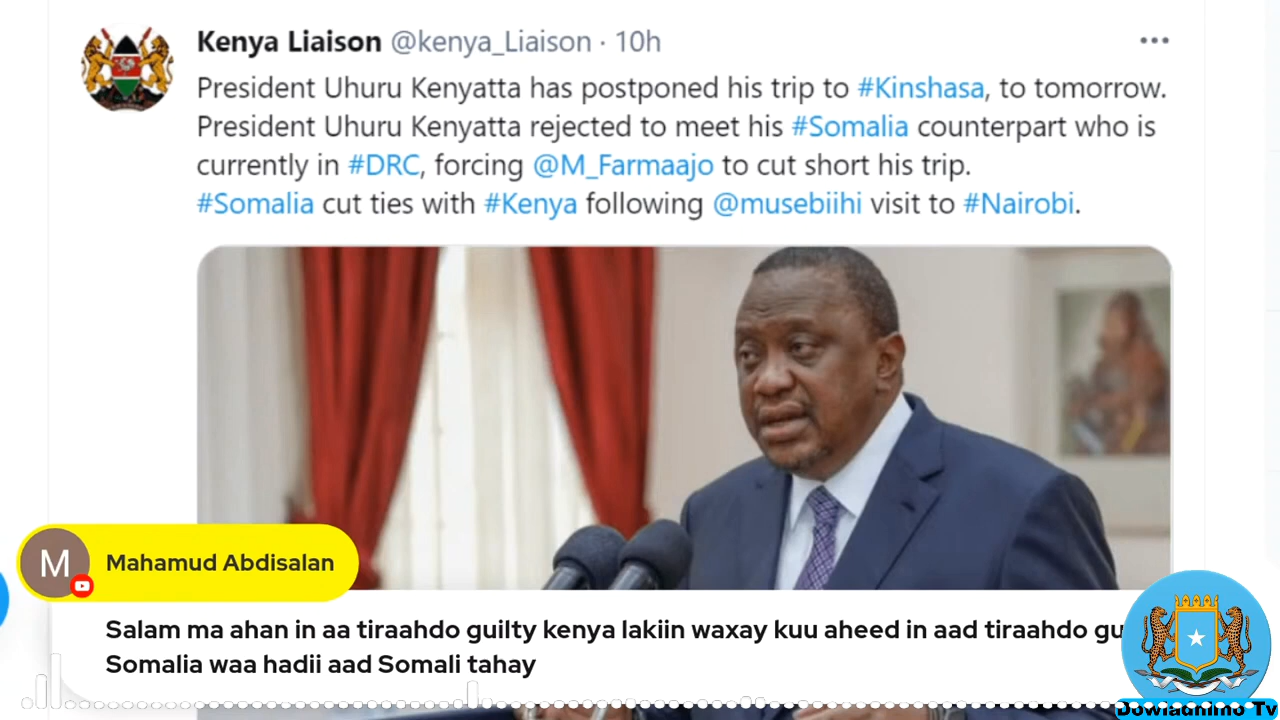 Kenya Liaison @kenya_Liaison · 10h
President Uhuru Kenyatta has postponed his trip to #Kinshasa, to tomorrow.
President Uhuru Kenyatta rejected to meet his #Somalia counterpart who is
currently in #DRC, forcing @M_Farmaajo to cut short his trip.
#Somalia cut ties with #Kenya following @musebiihi visit to #Nairobi.
M
Mahamud Abdisalan
Salam ma ahan in aa tiraahdo guilty kenya lakiin waxay kuu aheed in aad tiraahdo
Somalia waa hadii aad Somali tahay
Dowladnimo Tv